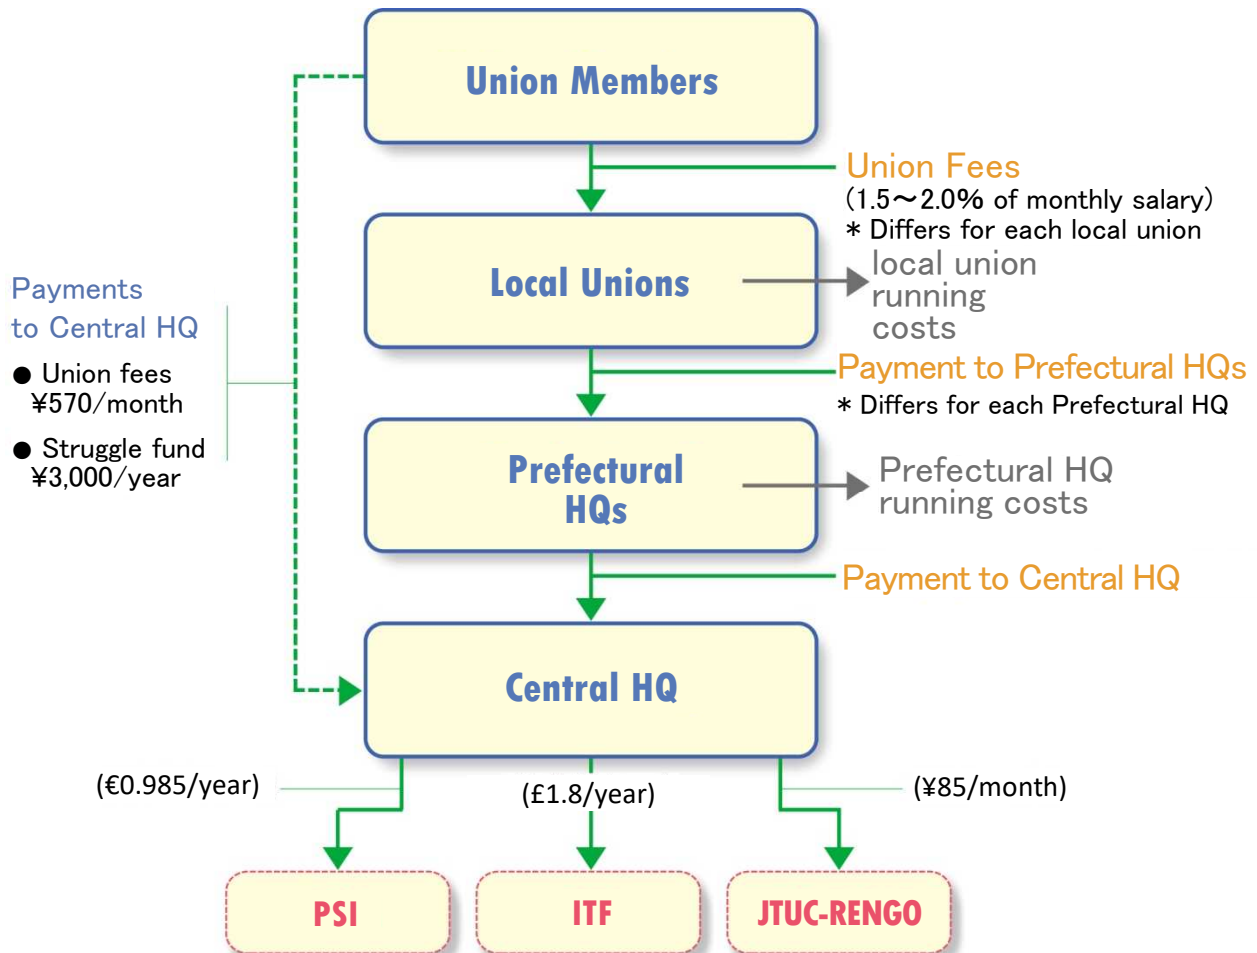 Union Members
Union Fees
(1.5～2.0% of monthly salary)
* Differs for each local union
Local Unions
local union
running
costs
Payments
to Central HQ
● Union fees
¥570/month
● Struggle fund
¥3,000/year
Payment to Prefectural HQs
* Differs for each Prefectural HQ
Prefectural
HQs
Prefectural HQ
running costs
Payment to Central HQ
Central HQ
(€0.985/year)
(£1.8/year)
(¥85/month)
PSI
ITF
JTUC-RENGO